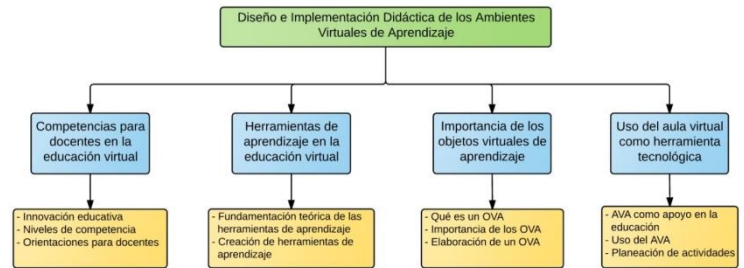 Diseño e Implementación Didáctica de los Ambientes
Virtuales de Aprendizaje
Competencias para
docentes en la
educación virtual
Herramientas de
aprendizaje en la
educación virtual
Importancia de los
objetos virtuales de
aprendizaje
Uso del aula virtual
como herramienta
tecnológica
- Innovación educativa
- Niveles de competencia
- Orientaciones para docentes
- Fundamentación teórica de las
herramientas de aprendizaje
- Creación de herramientas de
aprendizaje
- Qué es un OVA
- Importancia de los OVA
- Elaboración de un OVA
- AVA como apoyo en la
educación
- Uso del AVA
- Planeación de actividades